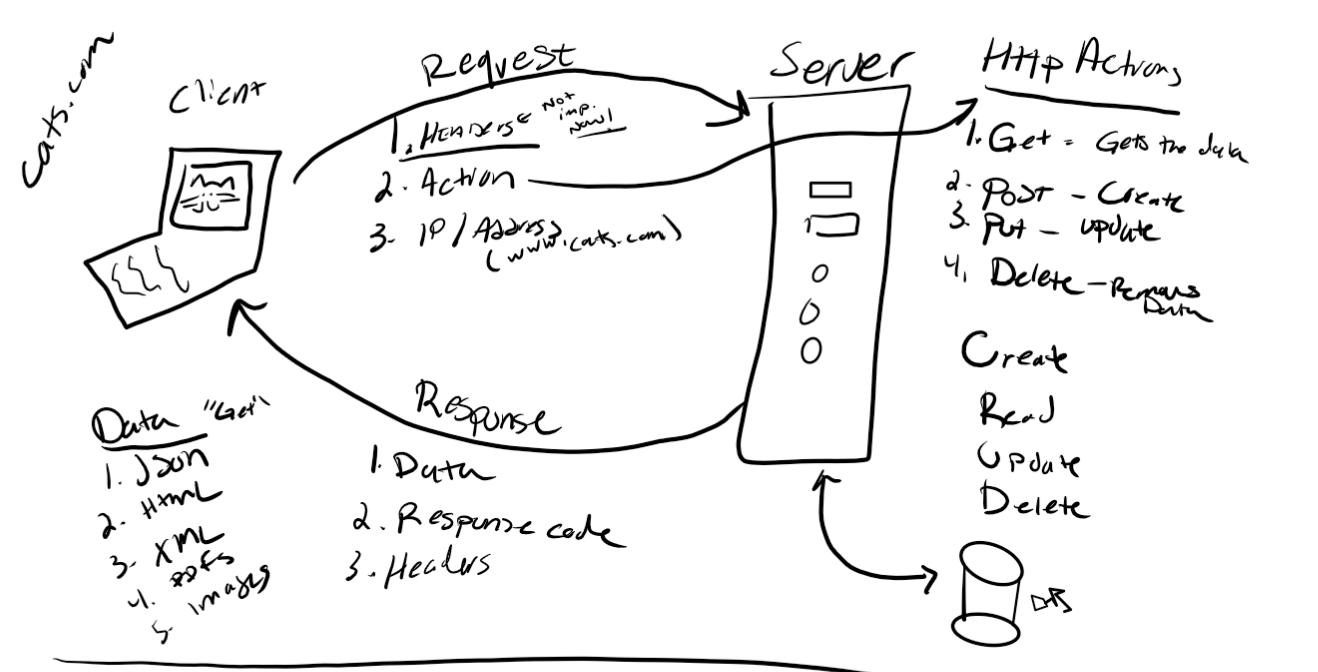 cats.com
Client
Request
1. Headers
Not
imp.
Now!
2. Action
3. IP / Address
(www.cats.com)
Server
Http Actions
1. Get = Gets the data
2. Post - Create
3. Put - update
4. Delete - Removes
Data
Create
Read
Update
Delete
DB
Response
1. Data
2. Response code
3. Headers
Data "Get"
1. Json
2. Html
3. XML
4. PDFs
5. Images